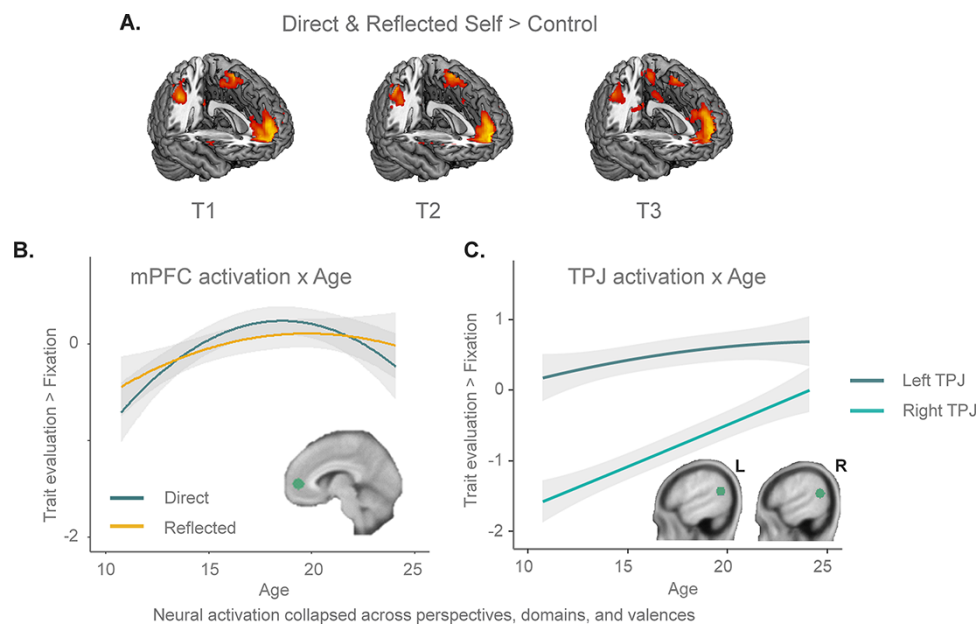 A.
Direct & Reflected Self > Control
T1
T2
T3
B.
mPFC activation x Age
Trait evaluation > Fixation
0
-2
Direct
Reflected
10
15
20
25
Age
C.
TPJ activation x Age
Trait evaluation > Fixation
1
0
-1
-2
L
R
Left TPJ
Right TPJ
10
15
20
25
Age
Neural activation collapsed across perspectives, domains, and valences